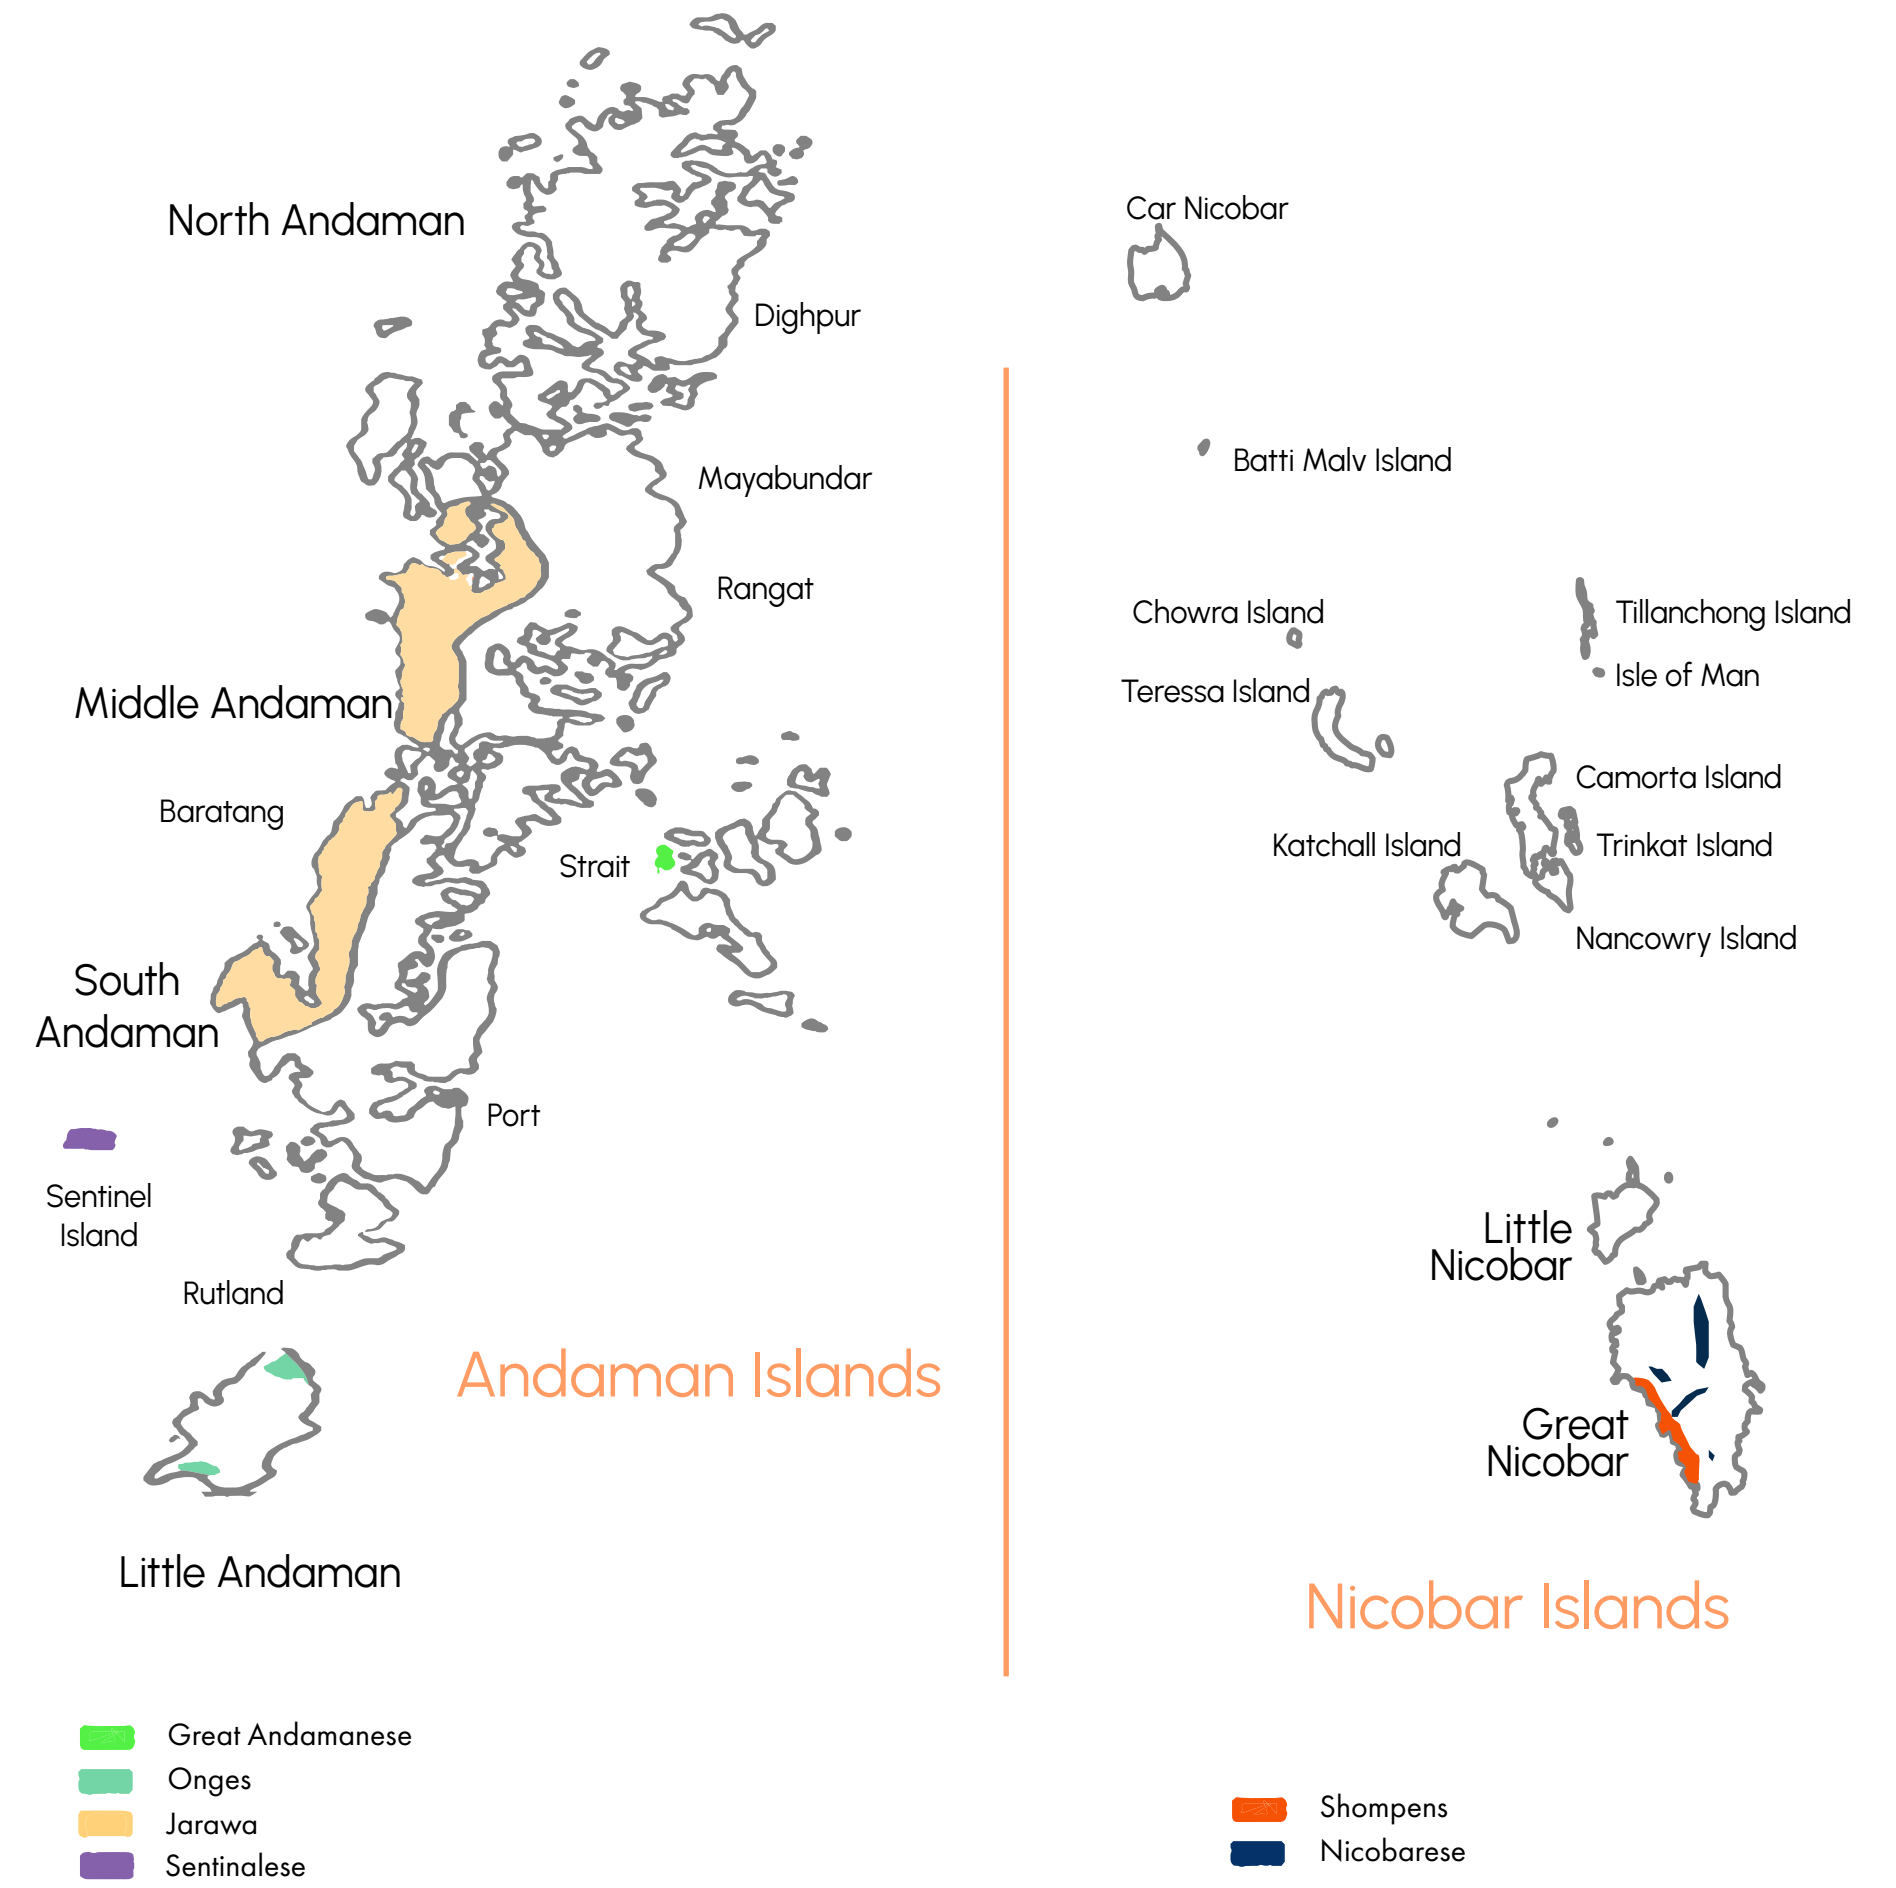 North Andaman
Dighpur
Mayabundar
Rangat
Middle Andaman
Baratang
Strait
South
Andaman
Port
Sentinel
Island
Rutland
Andaman Islands
Little Andaman
Great Andamanese
Onges
Jarawa
Sentinalese
Car Nicobar
Batti Malv Island
Chowra Island
Tillanchong Island
Isle of Man
Teressa Island
Camorta Island
Katchall Island
Trinkat Island
Nancowry Island
Little
Nicobar
Great
Nicobar
Nicobar Islands
Shompens
Nicobarese